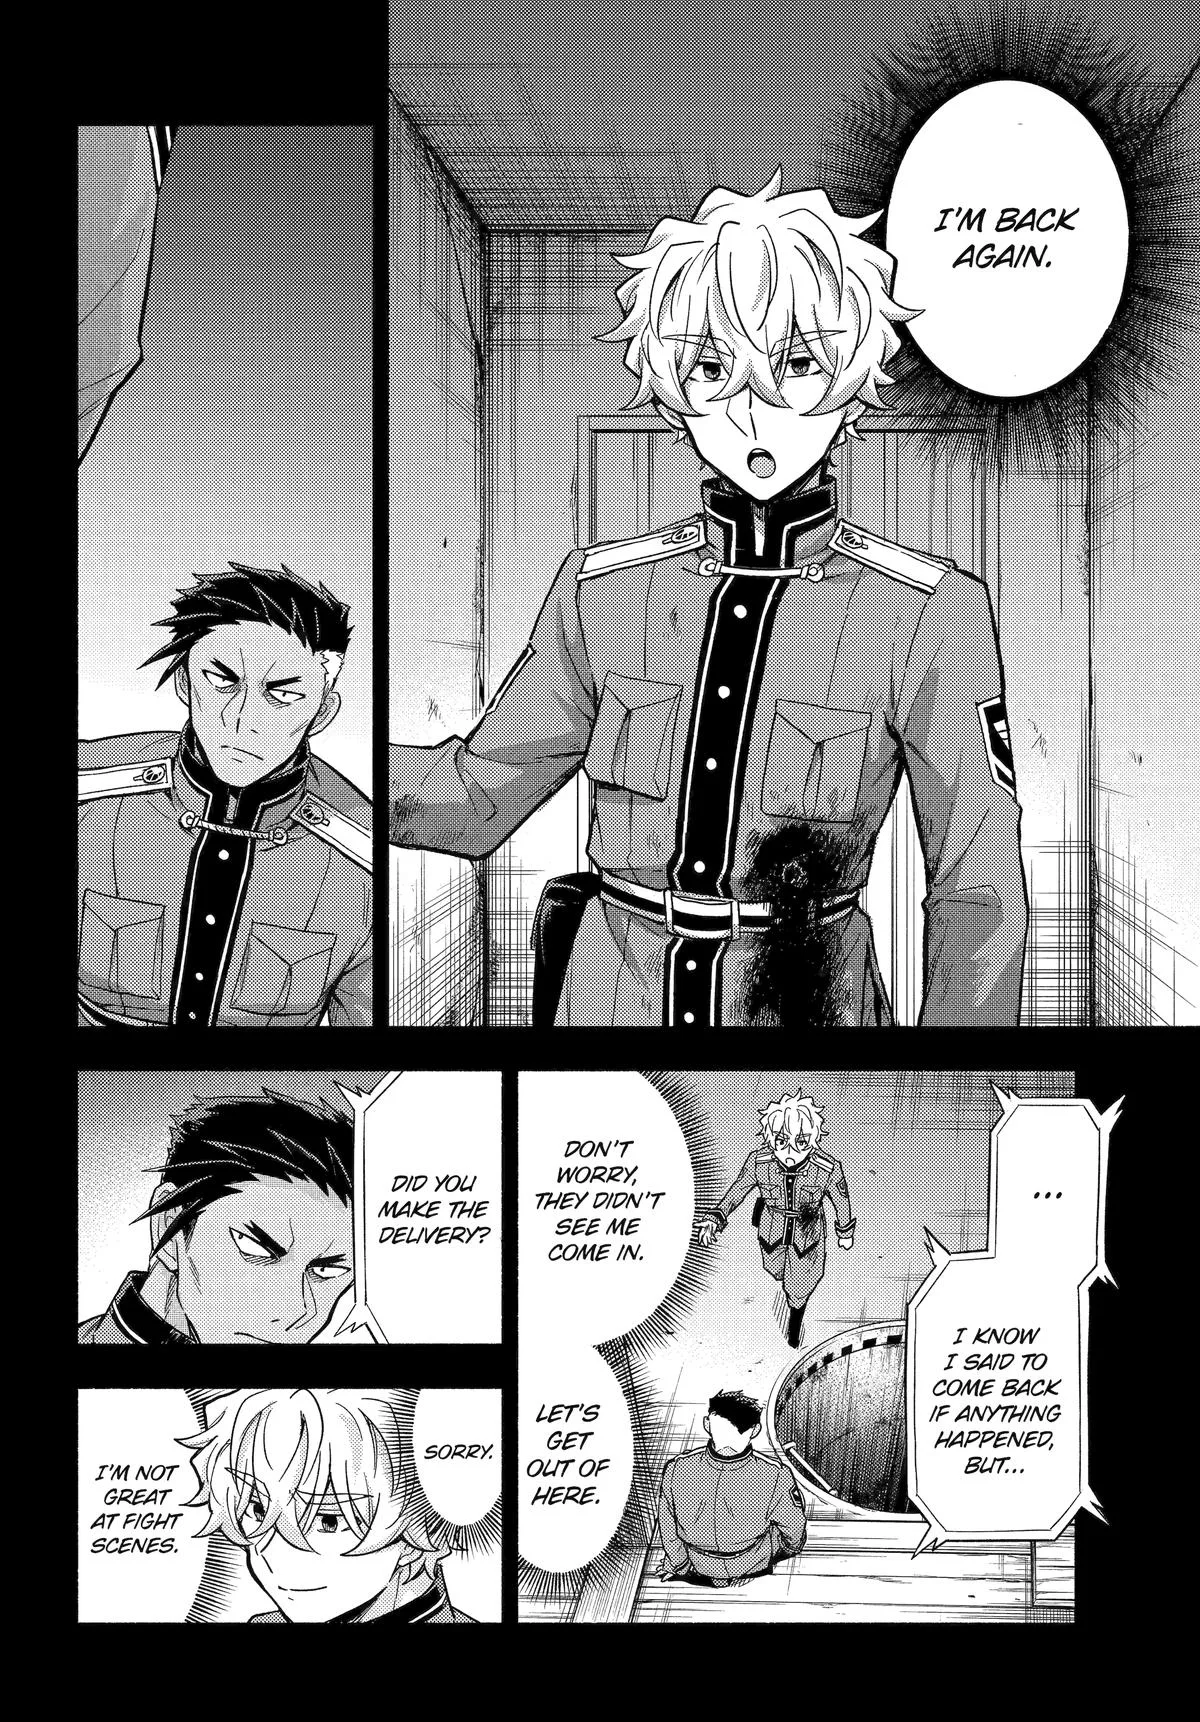 I'M BACK
AGAIN.
...
I KNOW
I SAID TO
COME BACK
IF ANYTHING
HAPPENED,
BUT...
DON'T
WORRY,
THEY DIDN'T
SEE ME
COME IN.
LET'S
GET
OUT OF
HERE.
DID YOU
MAKE THE
DELIVERY?
SORRY.
I'M NOT
GREAT
AT FIGHT
SCENES.